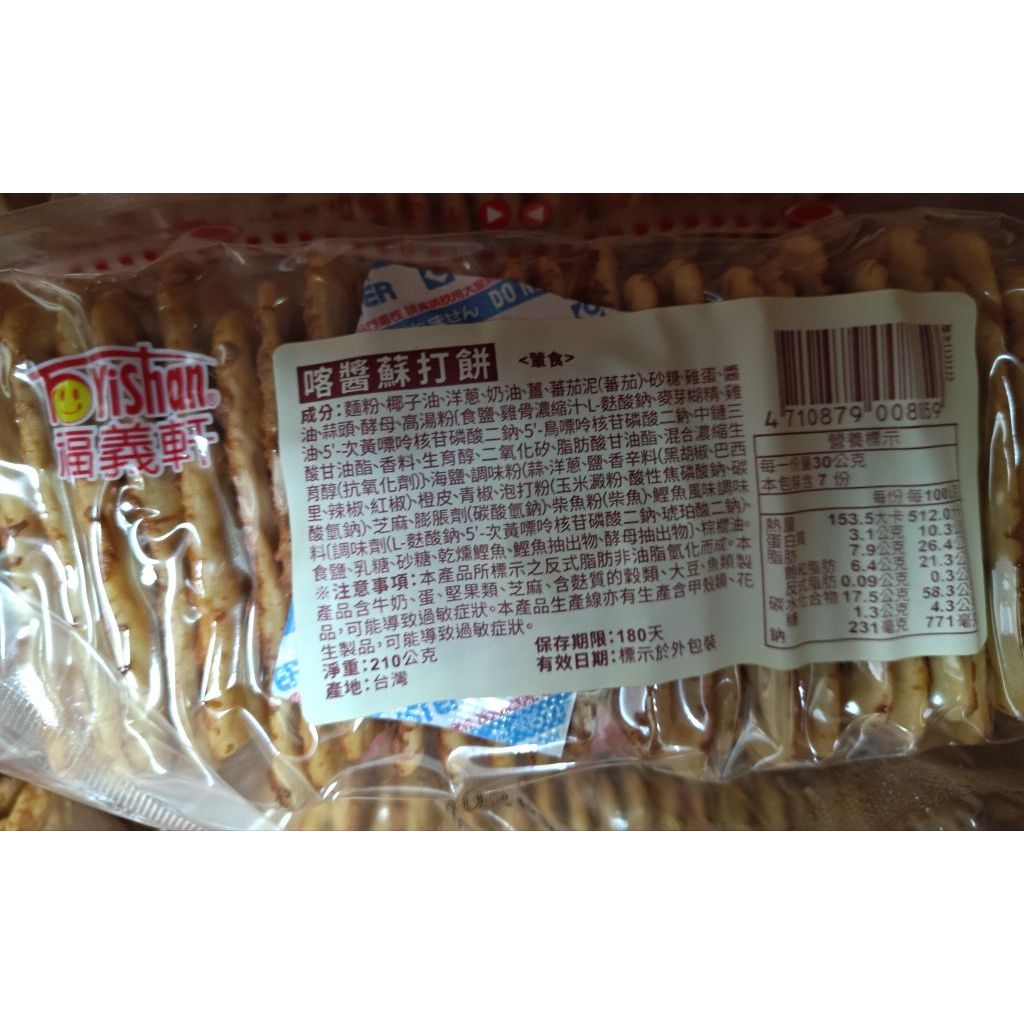 Foryishan®
福義軒
DO N
喀醬蘇打餅 <葷食>
成分:麵粉、椰子油、洋蔥、奶油、薑、蕃茄泥(蕃茄)、砂糖、雞蛋、醬
油、蒜頭、酵母、高湯粉(食鹽、雞骨濃縮汁、L-麩酸鈉、麥芽糊精、雞
油、5'-次黃嘌呤核苷磷酸二鈉、5'-鳥嘌呤核苷磷酸二鈉、中鏈三
酸甘油酯、香料、生育醇、二氧化矽、脂肪酸甘油酯、混合濃縮生
育醇(抗氧化劑))、海鹽、調味粉(蒜、洋蔥、鹽、香辛料(黑胡椒、巴西
里、辣椒、紅椒)、橙皮、青椒、泡打粉(玉米澱粉、酸性焦磷酸鈉、碳
酸氫鈉)、芝麻、膨脹劑(碳酸氫鈉)、柴魚粉(柴魚)、鰹魚風味調味
料(調味劑(L-麩酸鈉、5'-次黃嘌呤核苷磷酸二鈉、琥珀酸二鈉)、
食鹽、乳糖、砂糖、乾燥鰹魚、鰹魚抽出物、酵母抽出物)、棕櫚油。
※注意事項:本產品所標示之反式脂肪非油脂氫化而成。本
產品含牛奶、蛋、堅果類、芝麻、含麩質的穀類、大豆、魚類製
品,可能導致過敏症狀。本產品生產線亦有生產含甲殼類、花
生製品,可能導致過敏症狀。
淨重:210公克 保存期限:180天
產地:台灣 有效日期:標示於外包裝
4 710879 008859
營養標示
每一份量30公克
本包裝含 7 份
每份 每100
熱量 153.5大卡 512.0
蛋白質 3.1公克 10.3
脂肪 7.9公克 26.4公
飽和脂肪 6.4公克 21.3公
反式脂肪 0.09公克 0.3公
碳水化合物 17.5公克 58.3公
糖 1.3公克 4.3公
鈉 231毫克 771毫